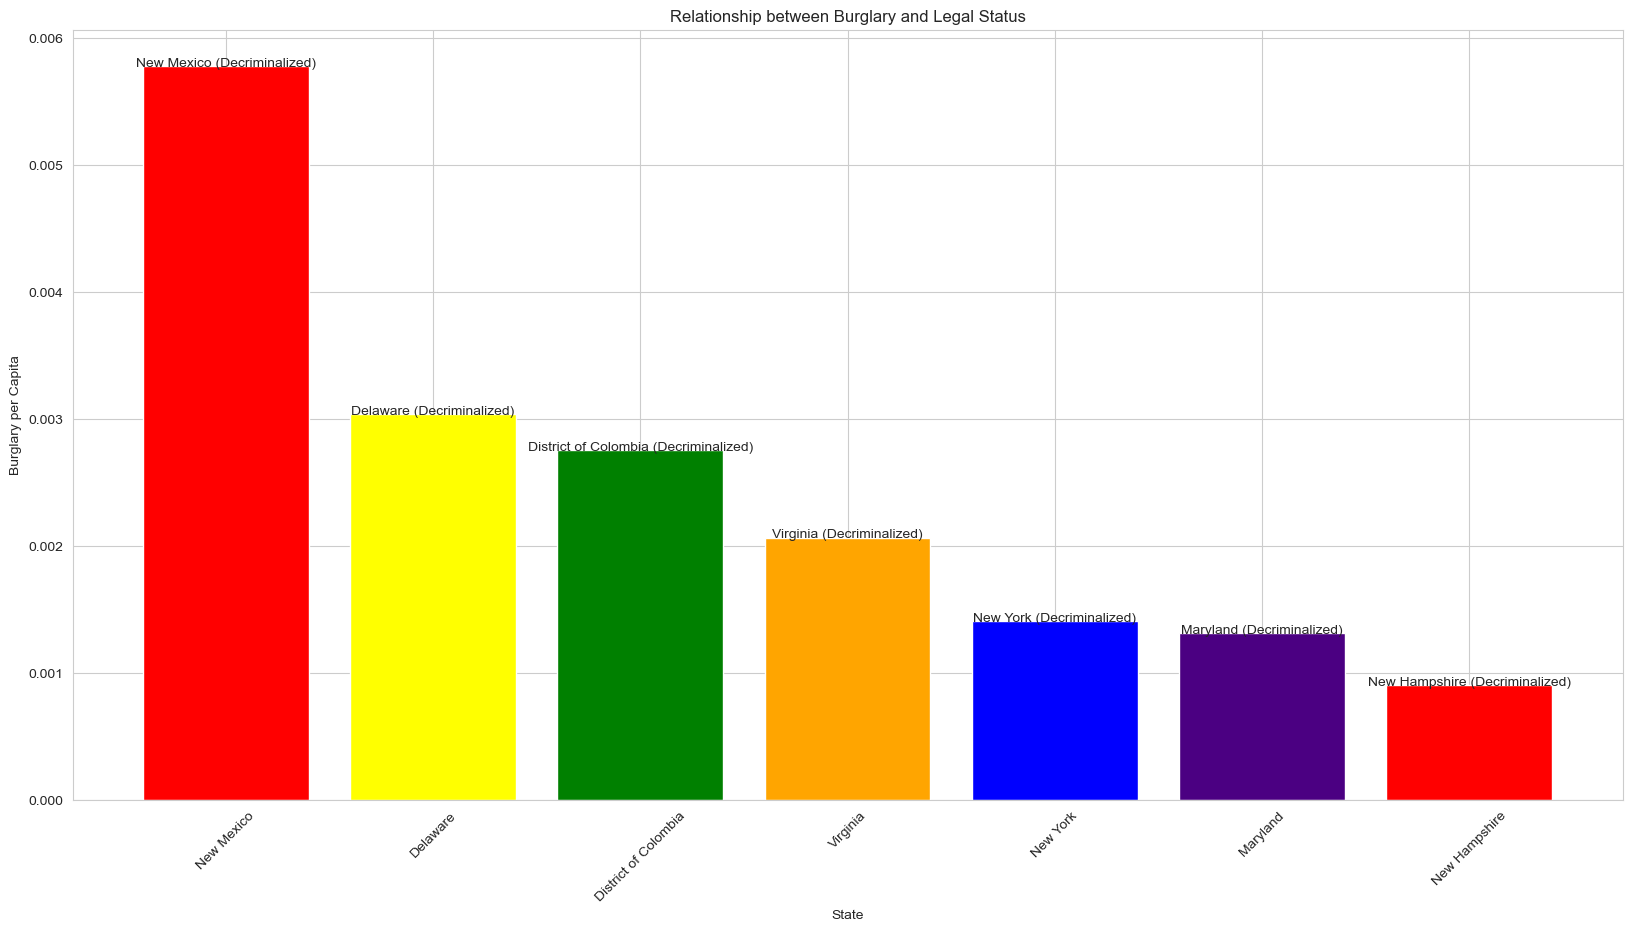 Relationship between Burglary and Legal Status
Burglary per Capita
0.006
0.005
0.004
0.003
0.002
0.001
0.000
New Mexico (Decriminalized)
Delaware (Decriminalized)
District of Colombia (Decriminalized)
Virginia (Decriminalized)
New York (Decriminalized)
Maryland (Decriminalized)
New Hampshire (Decriminalized)
New Mexico
Delaware
District of Colombia
Virginia
New York
Maryland
New Hampshire
State